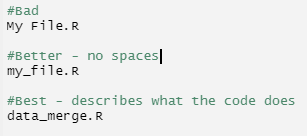 #Bad
My File.R
#Better - no spaces
my_file.R
#Best - describes what the code does
data_merge.R